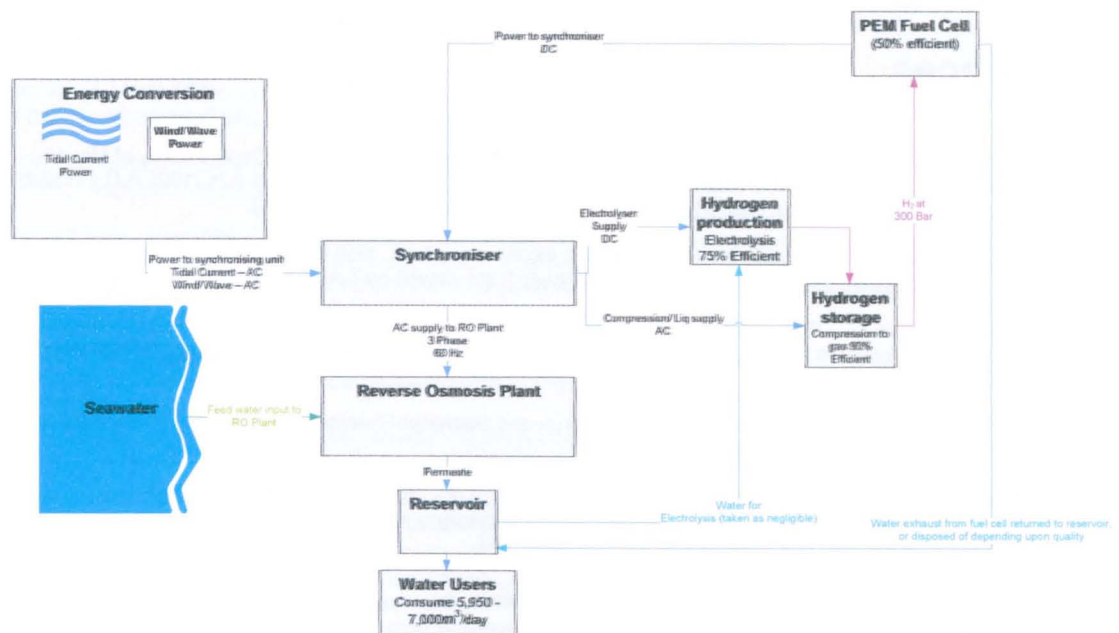 PEM Fuel Cell
(50% efficient)
Power to synchroniser
DC
Energy Conversion
Wind/Wave
Power
Tidal Current
Power
Hydrogen
production
Electrolysis
75% Efficient
H₂ at
300 Bar
Electrolyser
Supply
DC
Synchroniser
Power to synchronising unit
Tidal Current – AC
Wind/Wave – AC
Hydrogen
storage
Compression to
gas 90%
Efficient
Compression/Liq supply
AC
AC supply to RO Plant
3 Phase
60 Hz
Reverse Osmosis Plant
Seawater
Feed water input to
RO Plant
Permeate
Reservoir
Water for
Electrolysis (taken as negligible)
Water exhaust from fuel cell returned to reservoir,
or disposed of depending upon quality
Water Users
Consume 5,950 –
7,000m³/day